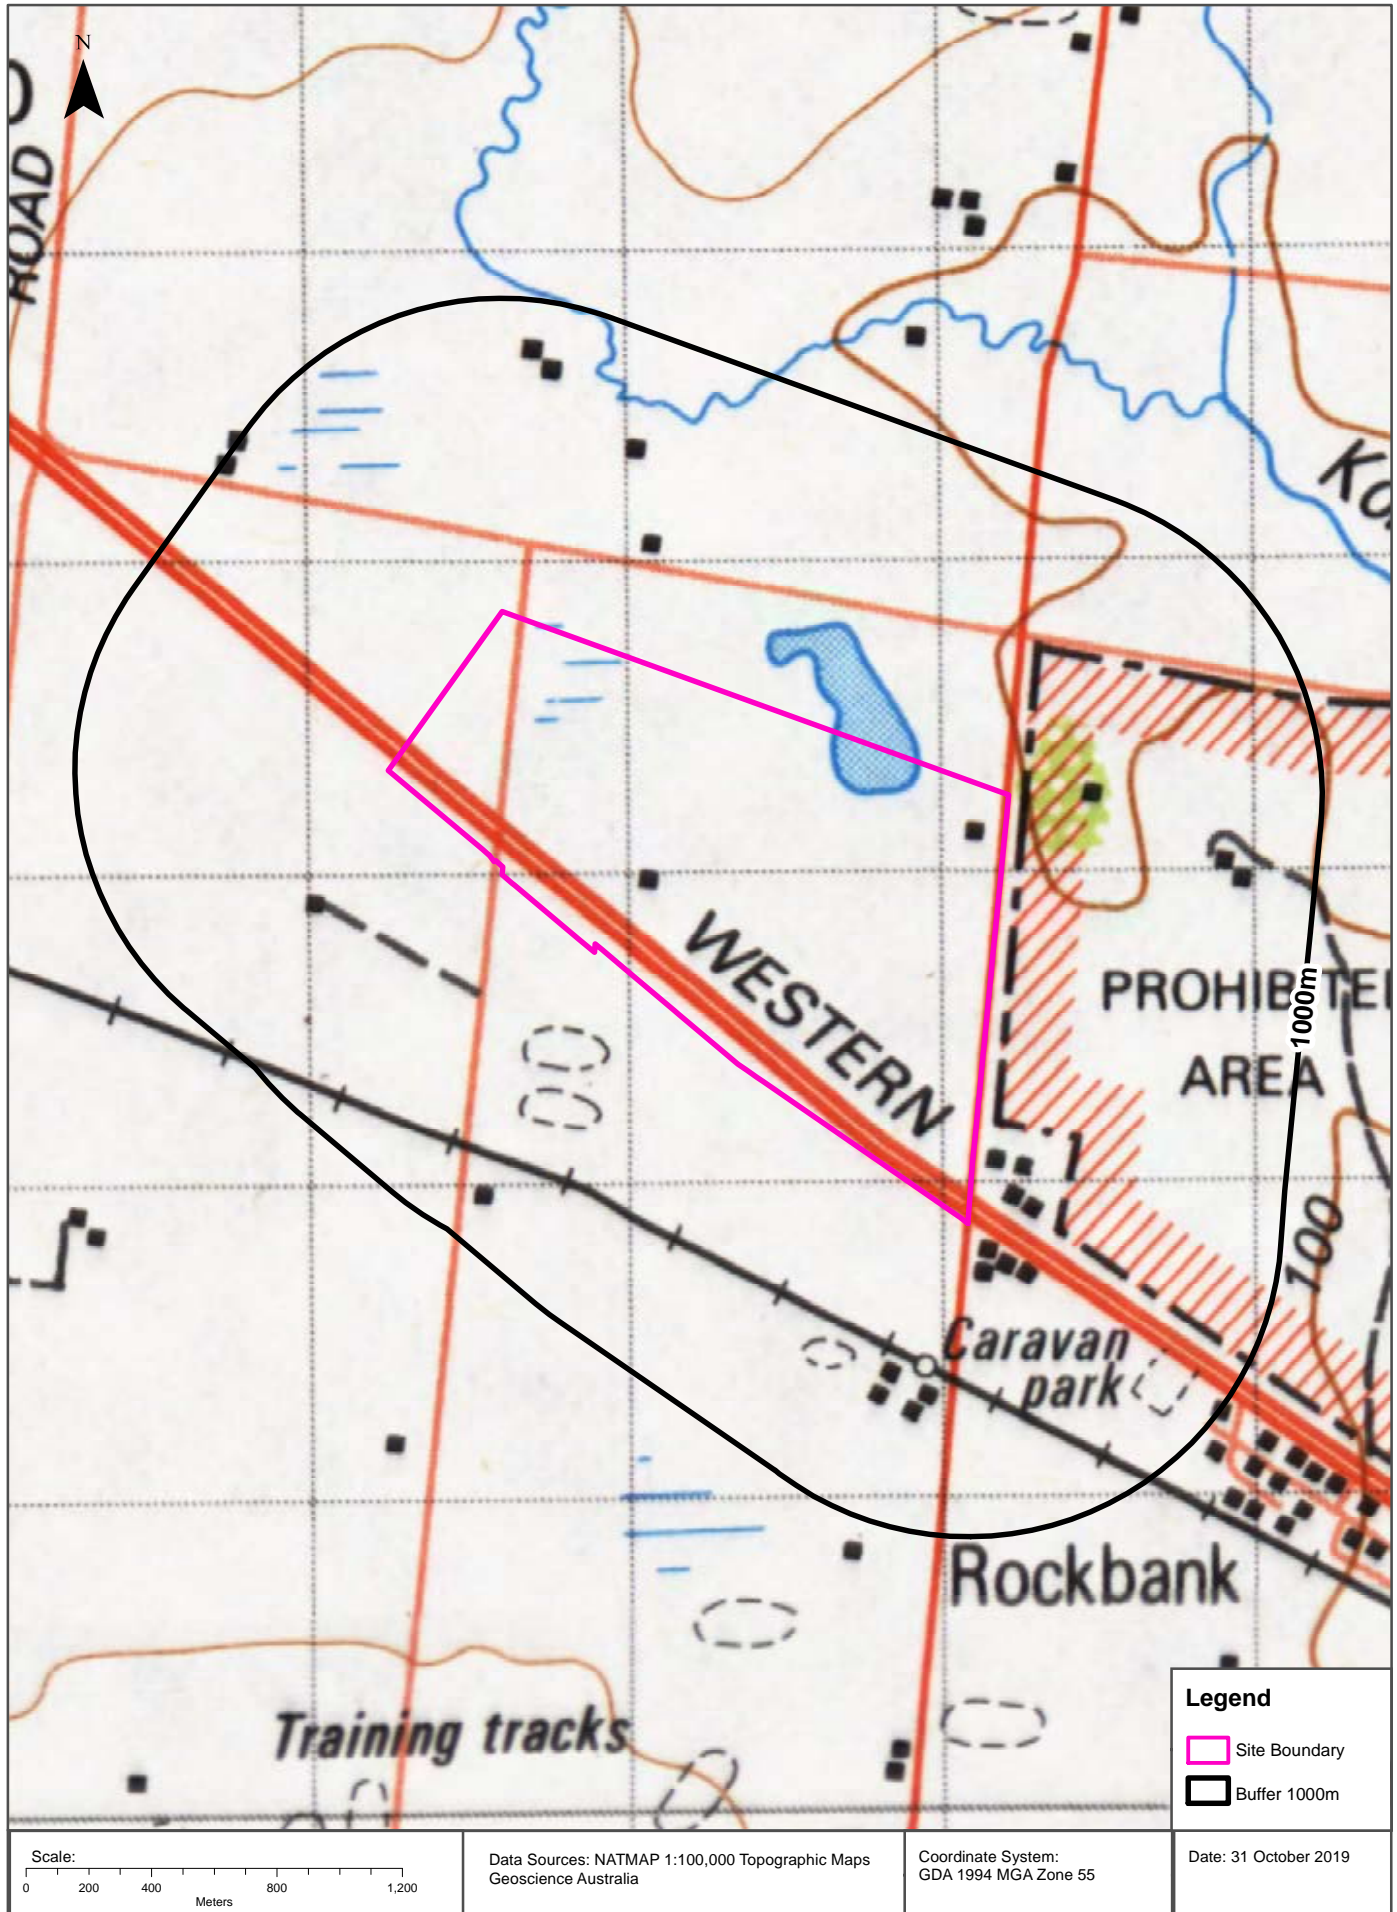 N
ROAD
WESTERN
PROHIBITE
AREA
1000m
100
Ko
Caravan
park
Rockbank
Training tracks
Legend
Site Boundary
Buffer 1000m
Scale:
0 200 400 800 1,200
Meters
Data Sources: NATMAP 1:100,000 Topographic Maps
Geoscience Australia
Coordinate System:
GDA 1994 MGA Zone 55
Date: 31 October 2019